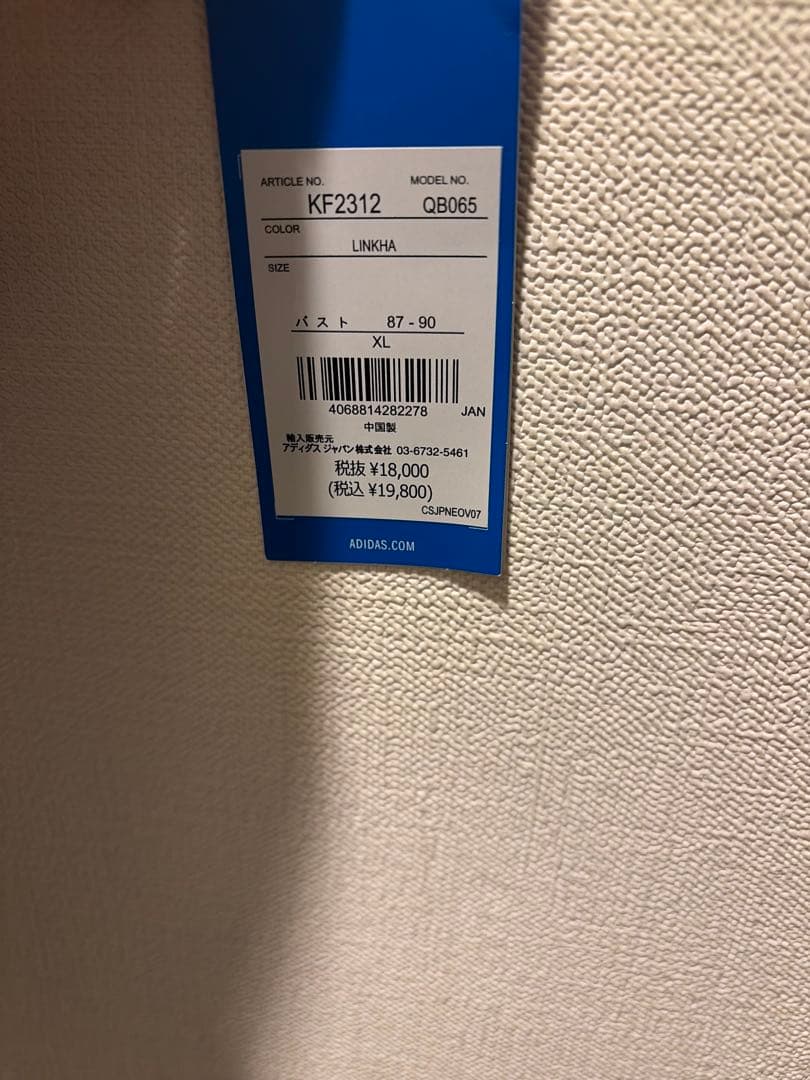 ARTICLE NO. MODEL NO.
KF2312 QB065
COLOR
LINKHA
SIZE
バスト 87 - 90
XL
4068814282278 JAN
中国製
輸入販売元
アディダス ジャパン株式会社 03-6732-5461
税抜 ¥18,000
(税込 ¥19,800)
CSJPNEOV07
ADIDAS.COM